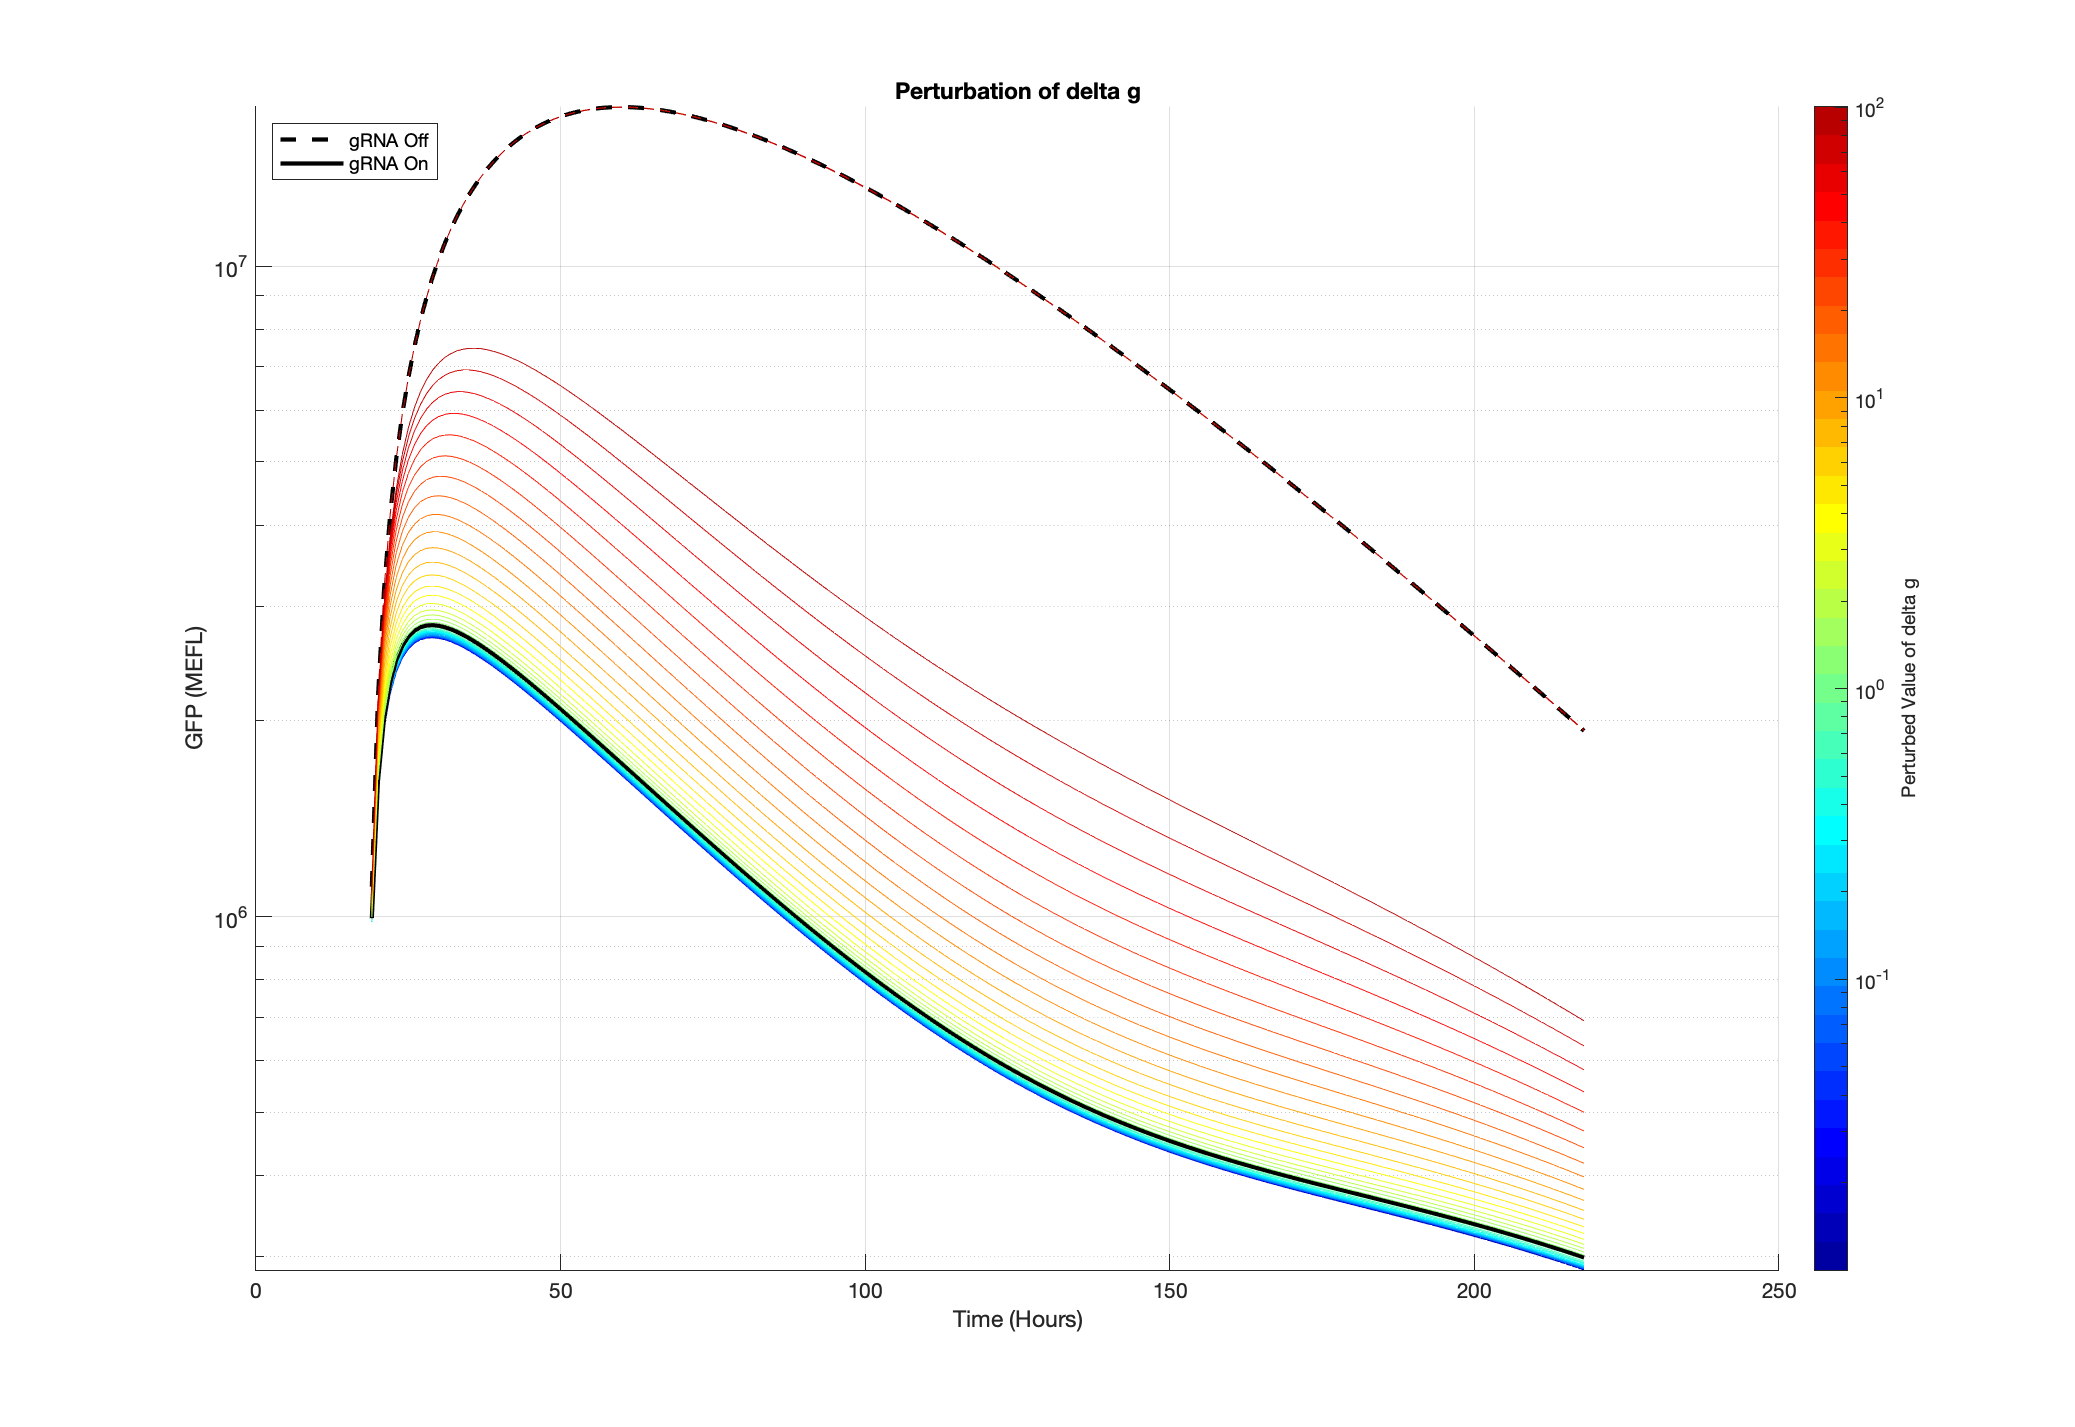 Perturbation of delta g
gRNA Off
gRNA On
GFP (MEFL)
10^7
10^6
0
50
100
150
200
250
Time (Hours)
10^2
10^1
10^0
10^-1
Perturbed Value of delta g